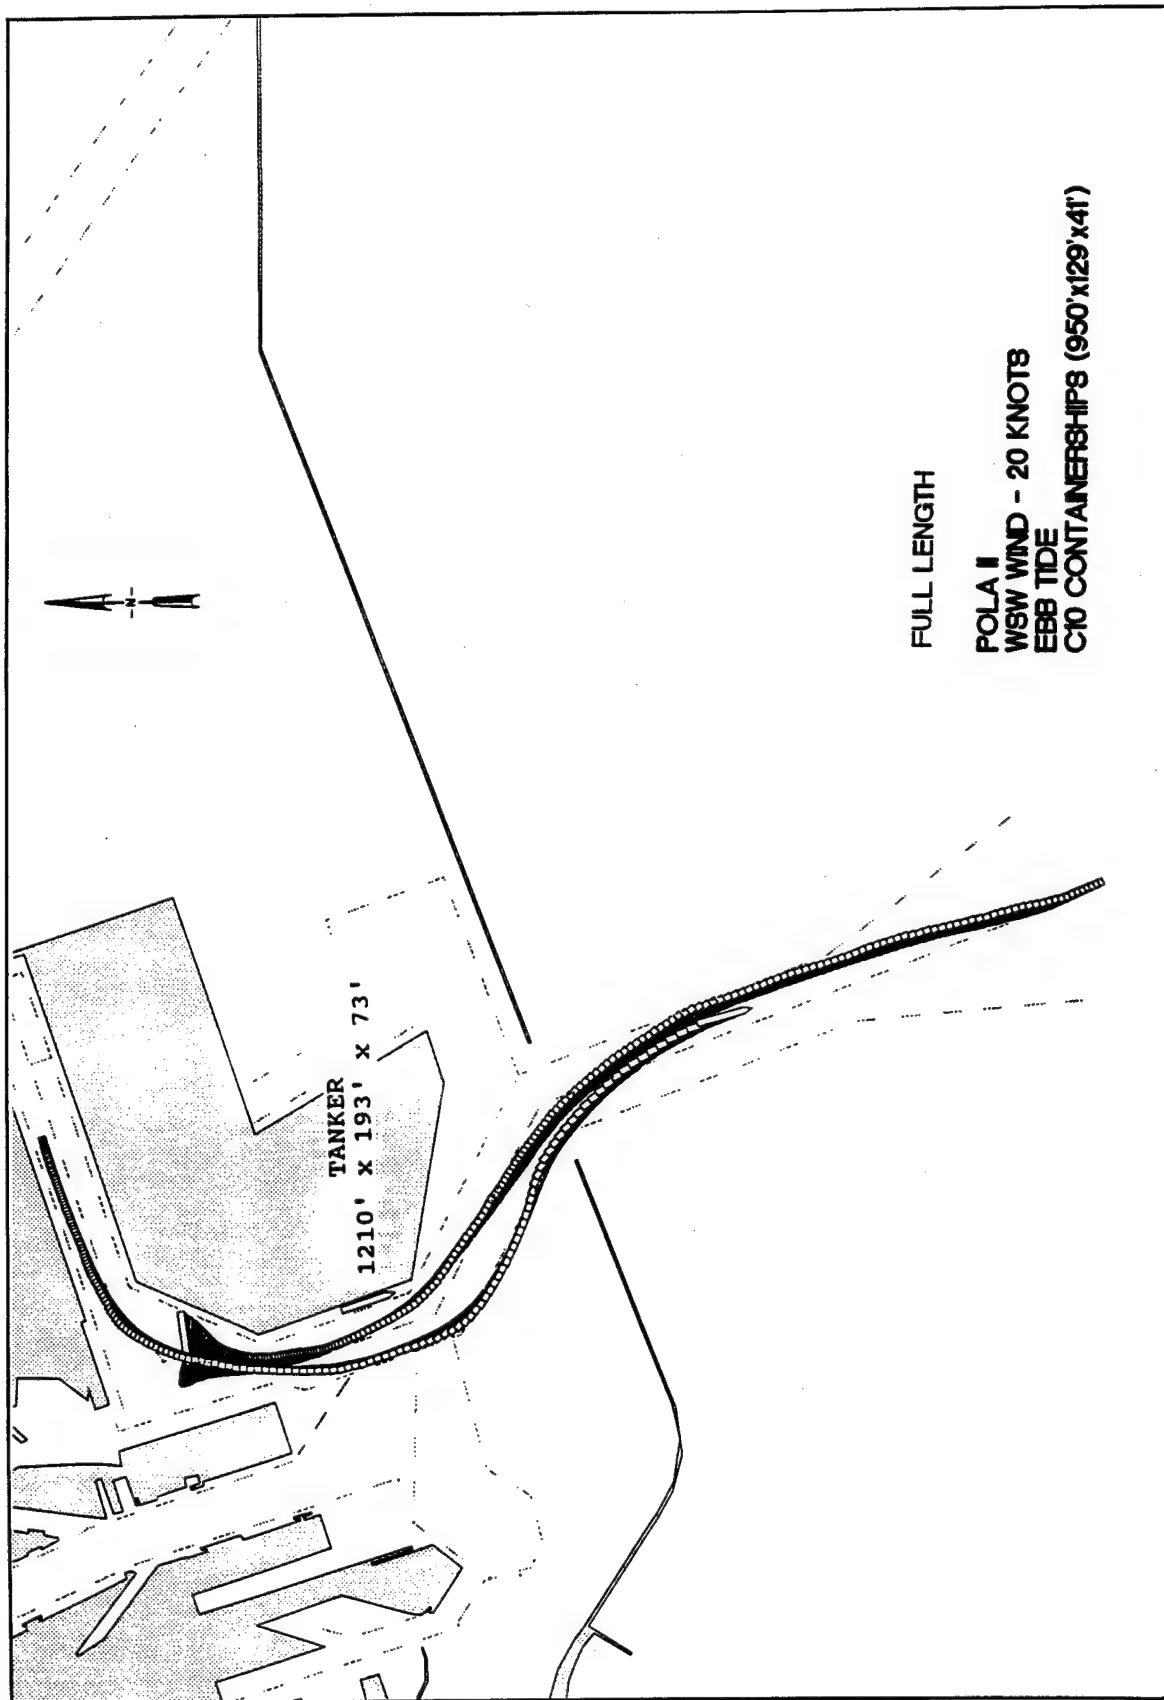 N
TANKER
1210' X 193' X 73'
FULL LENGTH
POLA II
WSW WIND - 20 KNOTS
EBB TIDE
C10 CONTAINERSHIPS (950'x129'x41')